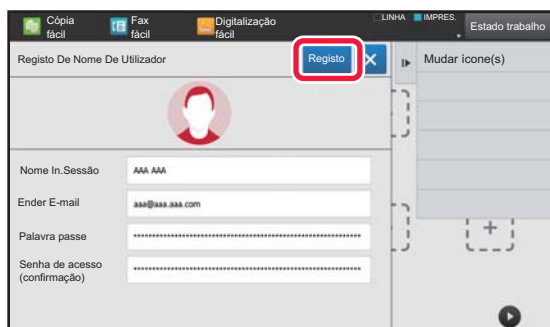 Cópia fácil
Fax fácil
Digitalização fácil
LINHA
IMPRES.
Estado trabalho
Registo De Nome De Utilizador
Registo
Mudar ícone(s)
Nome In.Sessão
AAA AAA
Ender E-mail
aaa@aaa.aaa.com
Palavra passe
Senha de acesso
(confirmação)